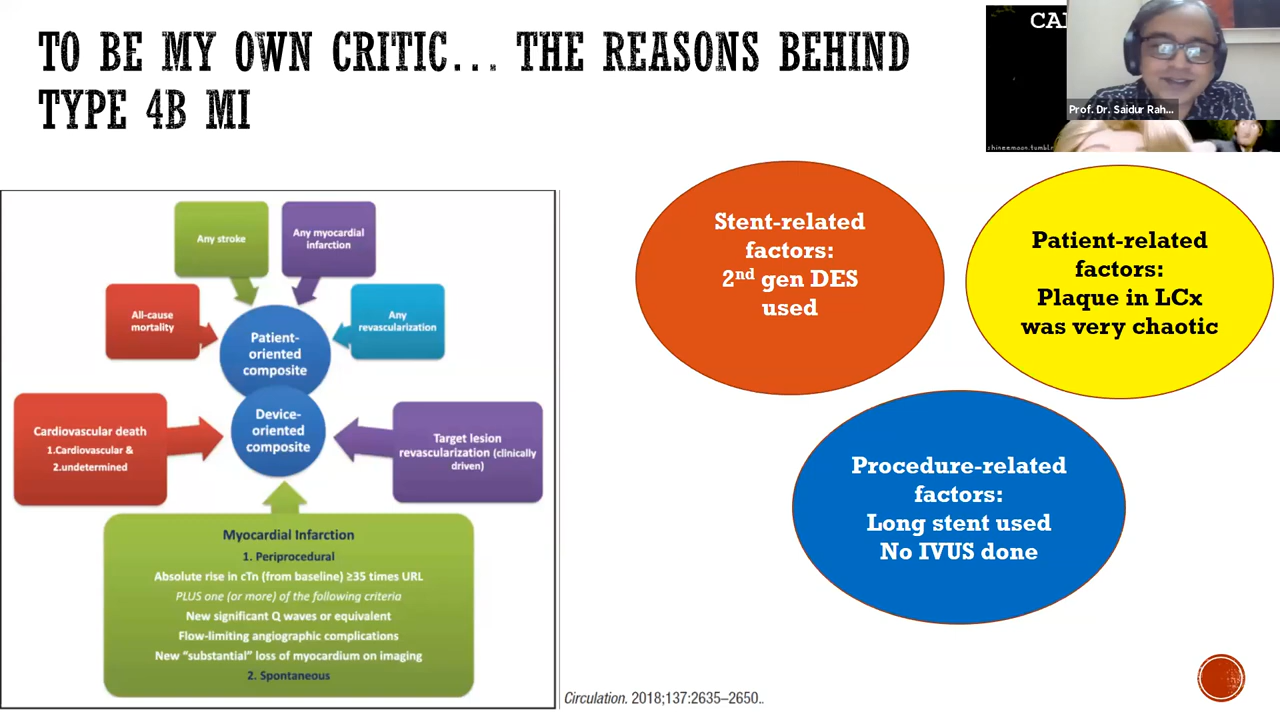 TO BE MY OWN CRITIC... THE REASONS BEHIND
TYPE 4B MI
Prof. Dr. Saidur Rah...
Any stroke
Any myocardial
infarction
All-cause
mortality
Any
revascularization
Patient-
oriented
composite
Device-
oriented
composite
Cardiovascular death
1.Cardiovascular &
2.undetermined
Target lesion
revascularization (clinically
driven)
Myocardial Infarction
1. Periprocedural
Absolute rise in cTn (from baseline) ≥35 times URL
PLUS one (or more) of the following criteria
New significant Q waves or equivalent
Flow-limiting angiographic complications
New “substantial” loss of myocardium on imaging
2. Spontaneous
Circulation. 2018;137:2635–2650..
Stent-related
factors:
2nd gen DES
used
Patient-related
factors:
Plaque in LCx
was very chaotic
Procedure-related
factors:
Long stent used
No IVUS done